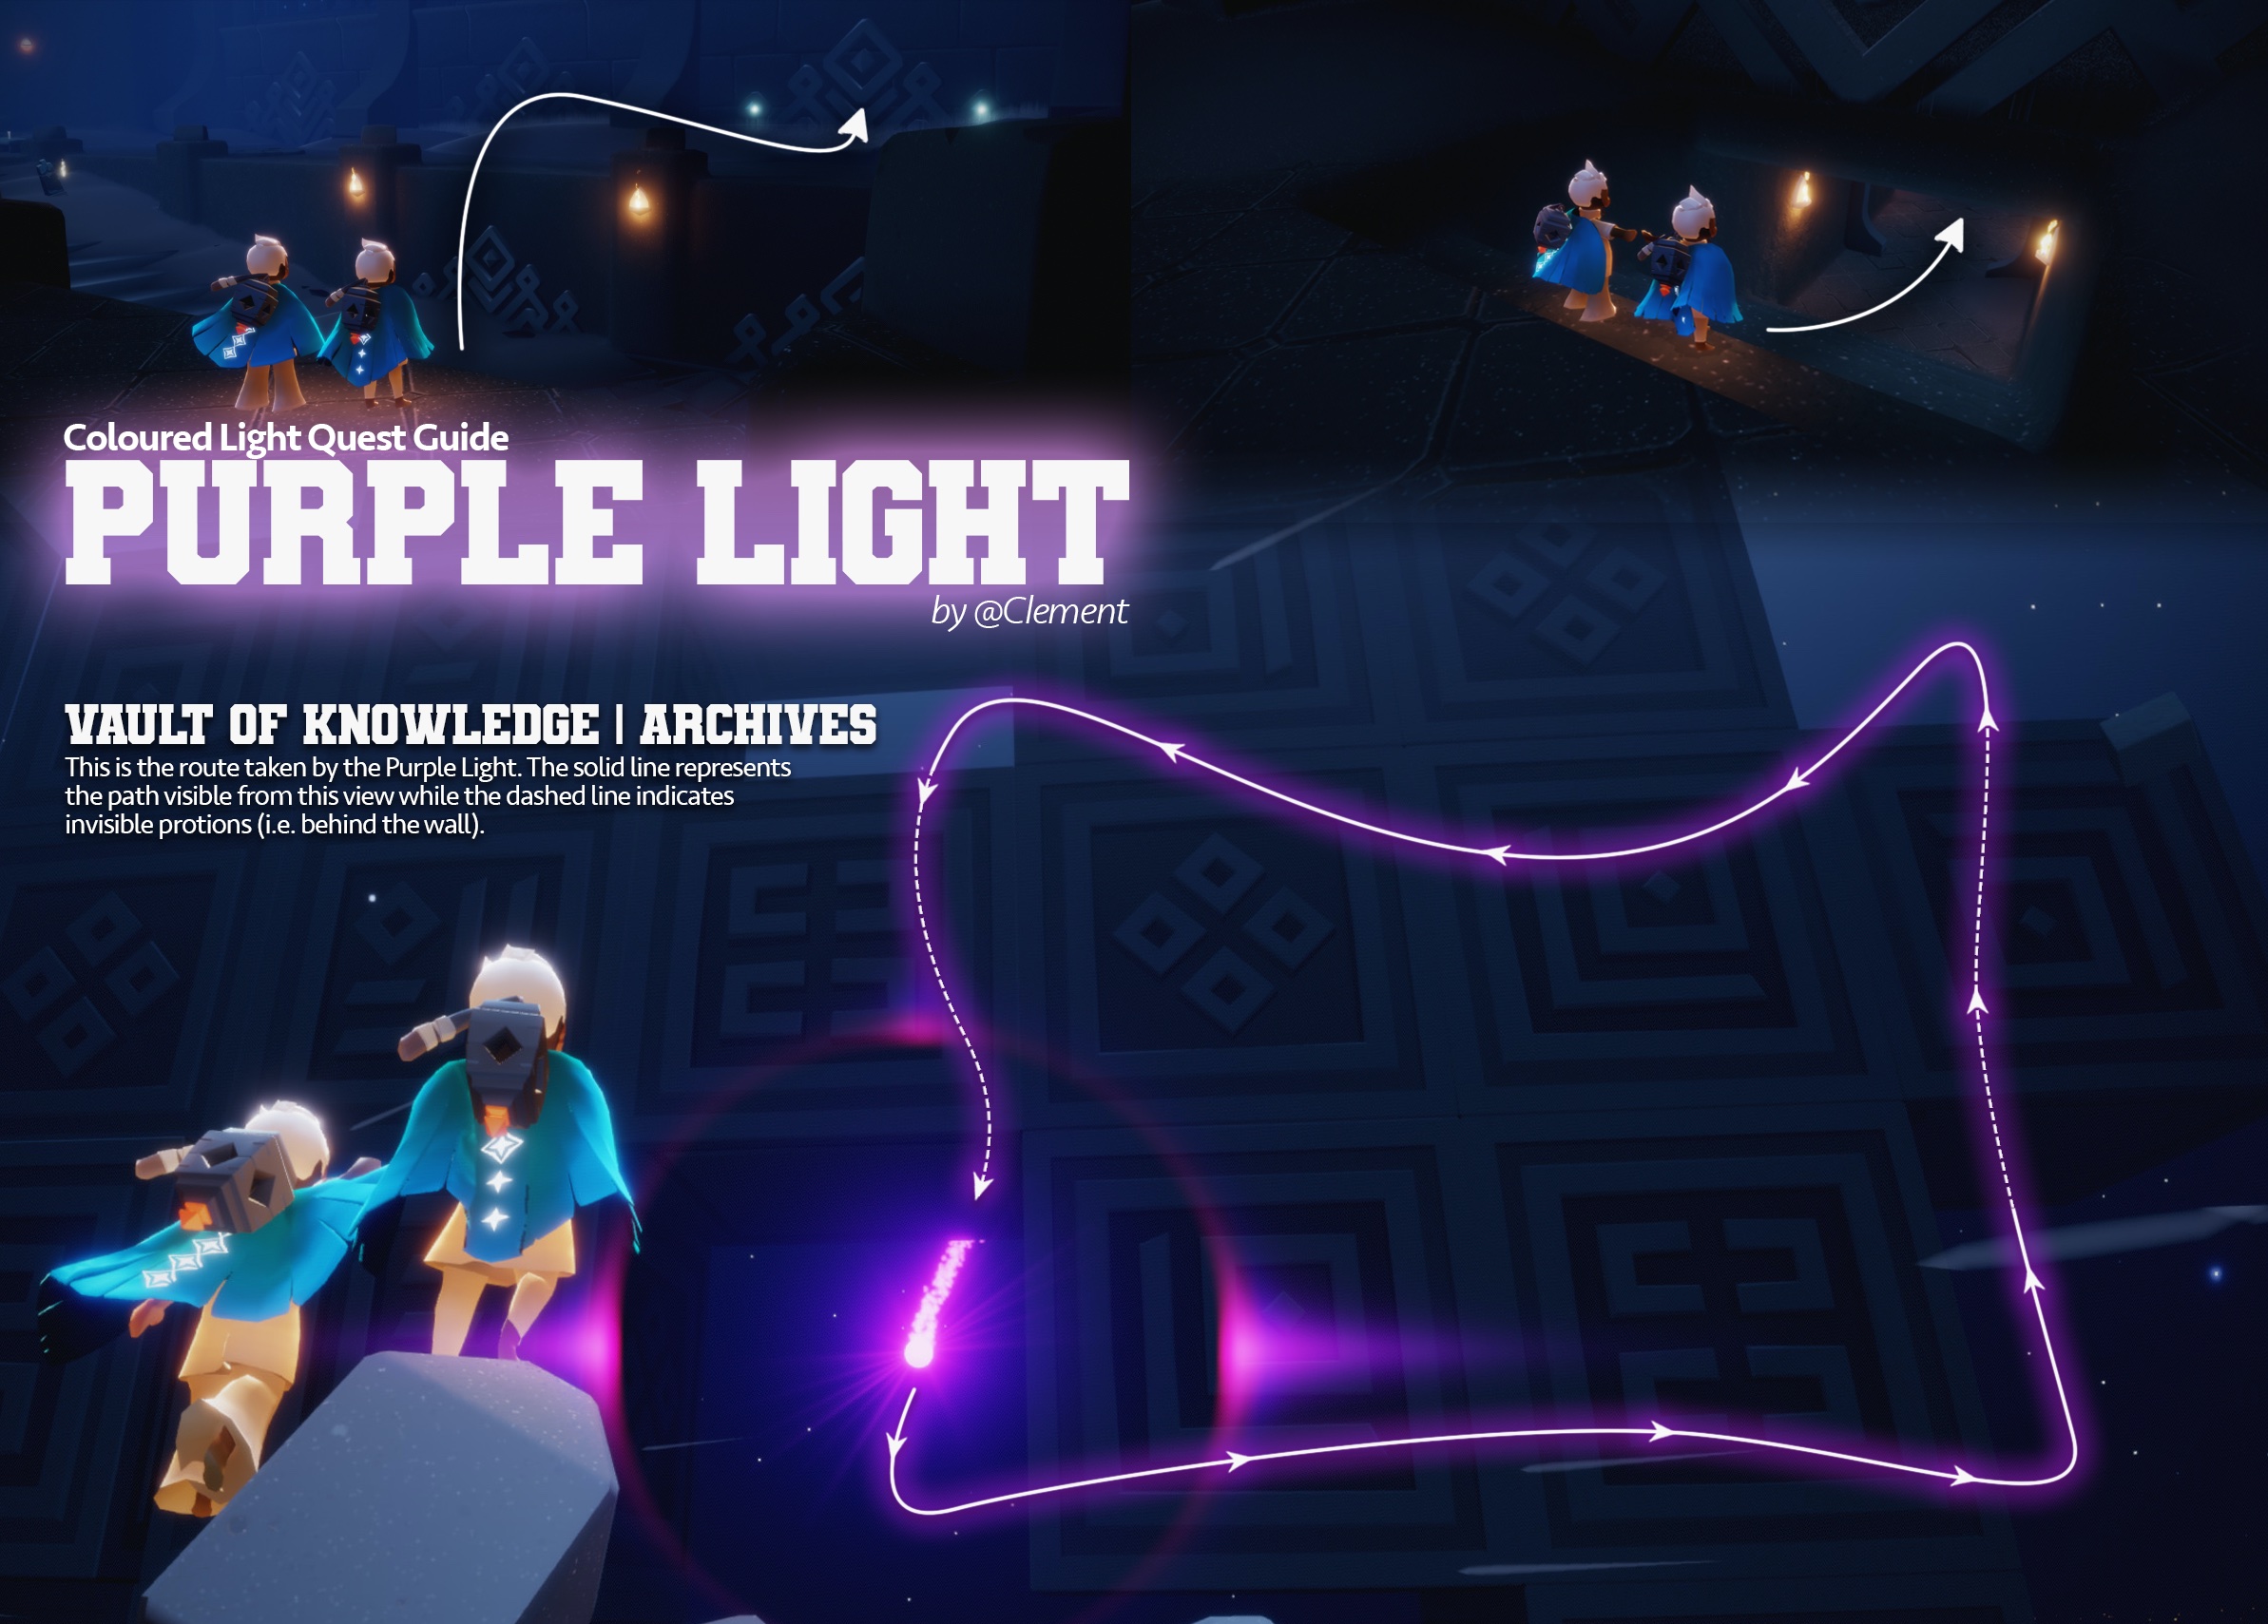 Coloured Light Quest Guide
PURPLE LIGHT
by @Clement
VAULT OF KNOWLEDGE | ARCHIVES
This is the route taken by the Purple Light. The solid line represents
the path visible from this view while the dashed line indicates
invisible protions (i.e. behind the wall).